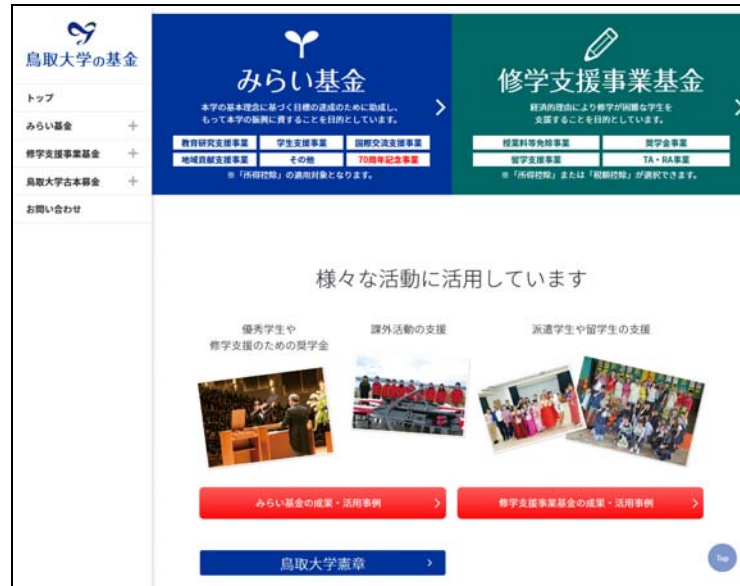 鳥取大学の基金
トップ
みらい基金
修学支援事業基金
鳥取大学古本募金
お問い合わせ
みらい基金
本学の基本理念に基づく目標の達成のために助成し、
もって本学の振興に資することを目的としています。
教育研究支援事業 学生支援事業 国際交流支援事業
地域貢献支援事業 その他 70周年記念事業
※「所得控除」の適用対象となります。
修学支援事業基金
経済的理由により修学が困難な学生を
支援することを目的としています。
授業料等免除事業 奨学金事業
留学支援事業 TA・RA事業
※「所得控除」または「税額控除」が選択できます。
様々な活動に活用しています
優秀学生や
修学支援のための奨学金
課外活動の支援
派遣学生や留学生の支援
みらい基金の成果・活用事例
修学支援事業基金の成果・活用事例
鳥取大学憲章
Top